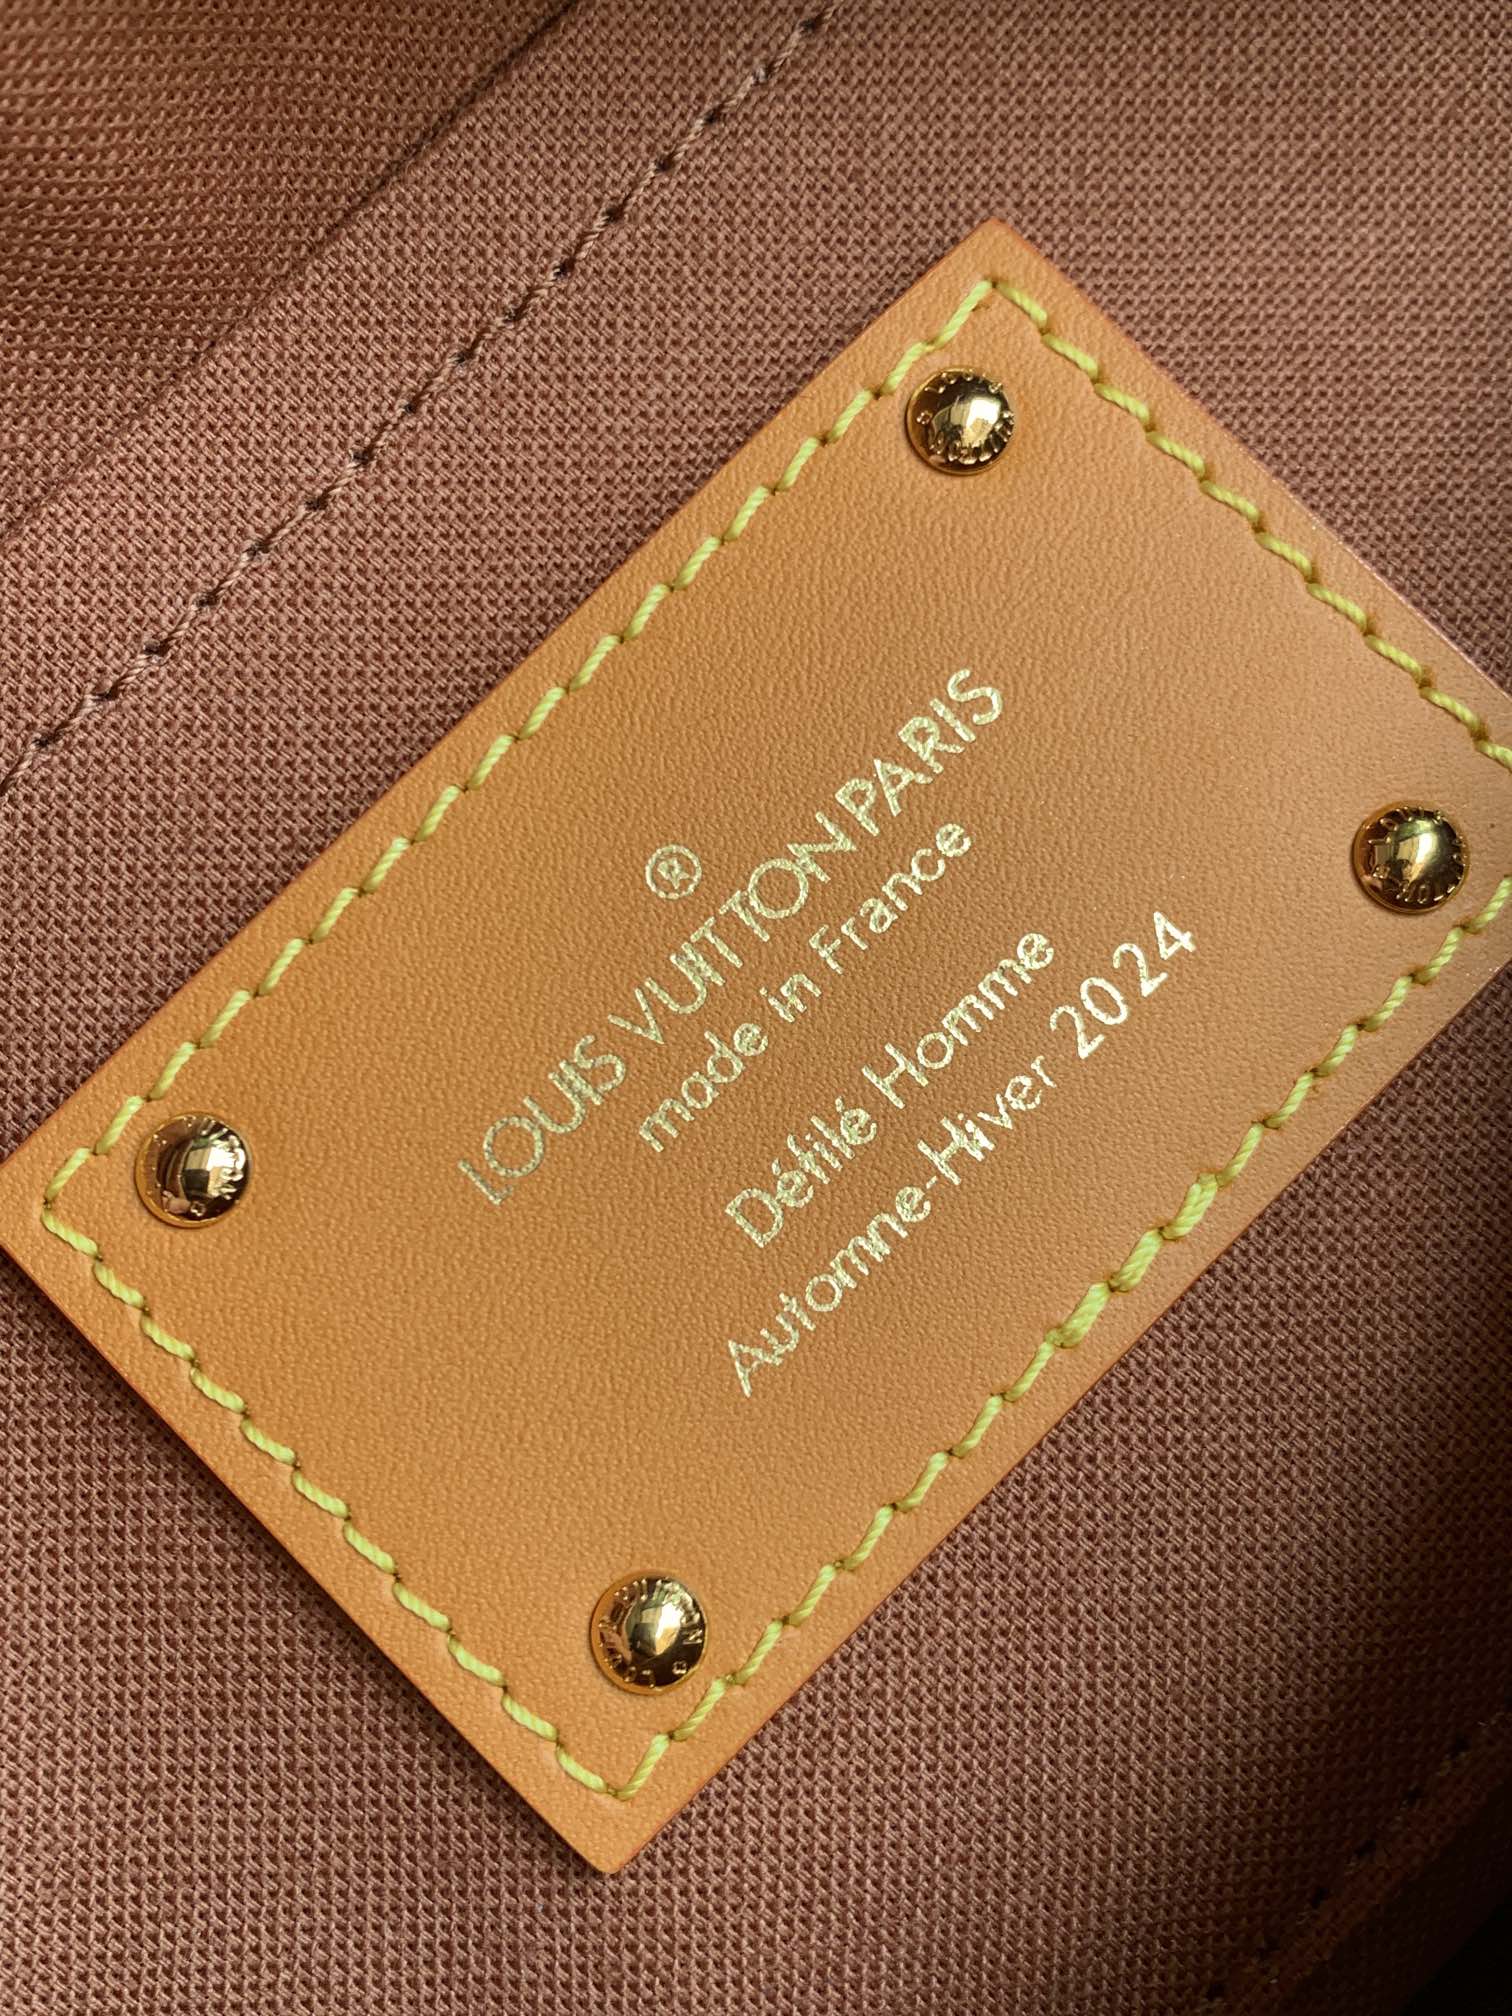 ®
LOUIS VUITTON PARIS
made in France
Défilé Homme
Automne-Hiver 2024